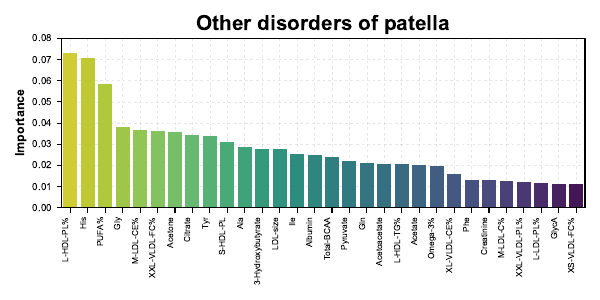 Other disorders of patella
Importance
0.08
0.07
0.06
0.05
0.04
0.03
0.02
0.01
0.00
L-HDL-PL%
His
PUFA%
Gly
M-LDL-CE%
XXL-VLDL-FC%
Acetone
Citrate
Tyr
S-HDL-PL
Ala
3-Hydroxybutyrate
LDL-size
Ile
Albumin
Total-BCAA
Pyruvate
Gln
Acetoacetate
L-HDL-TG%
Acetate
Omega-3%
XL-VLDL-CE%
Phe
Creatinine
M-LDL-C%
XXL-VLDL-PL%
L-LDL-PL%
GlycA
XS-VLDL-FC%